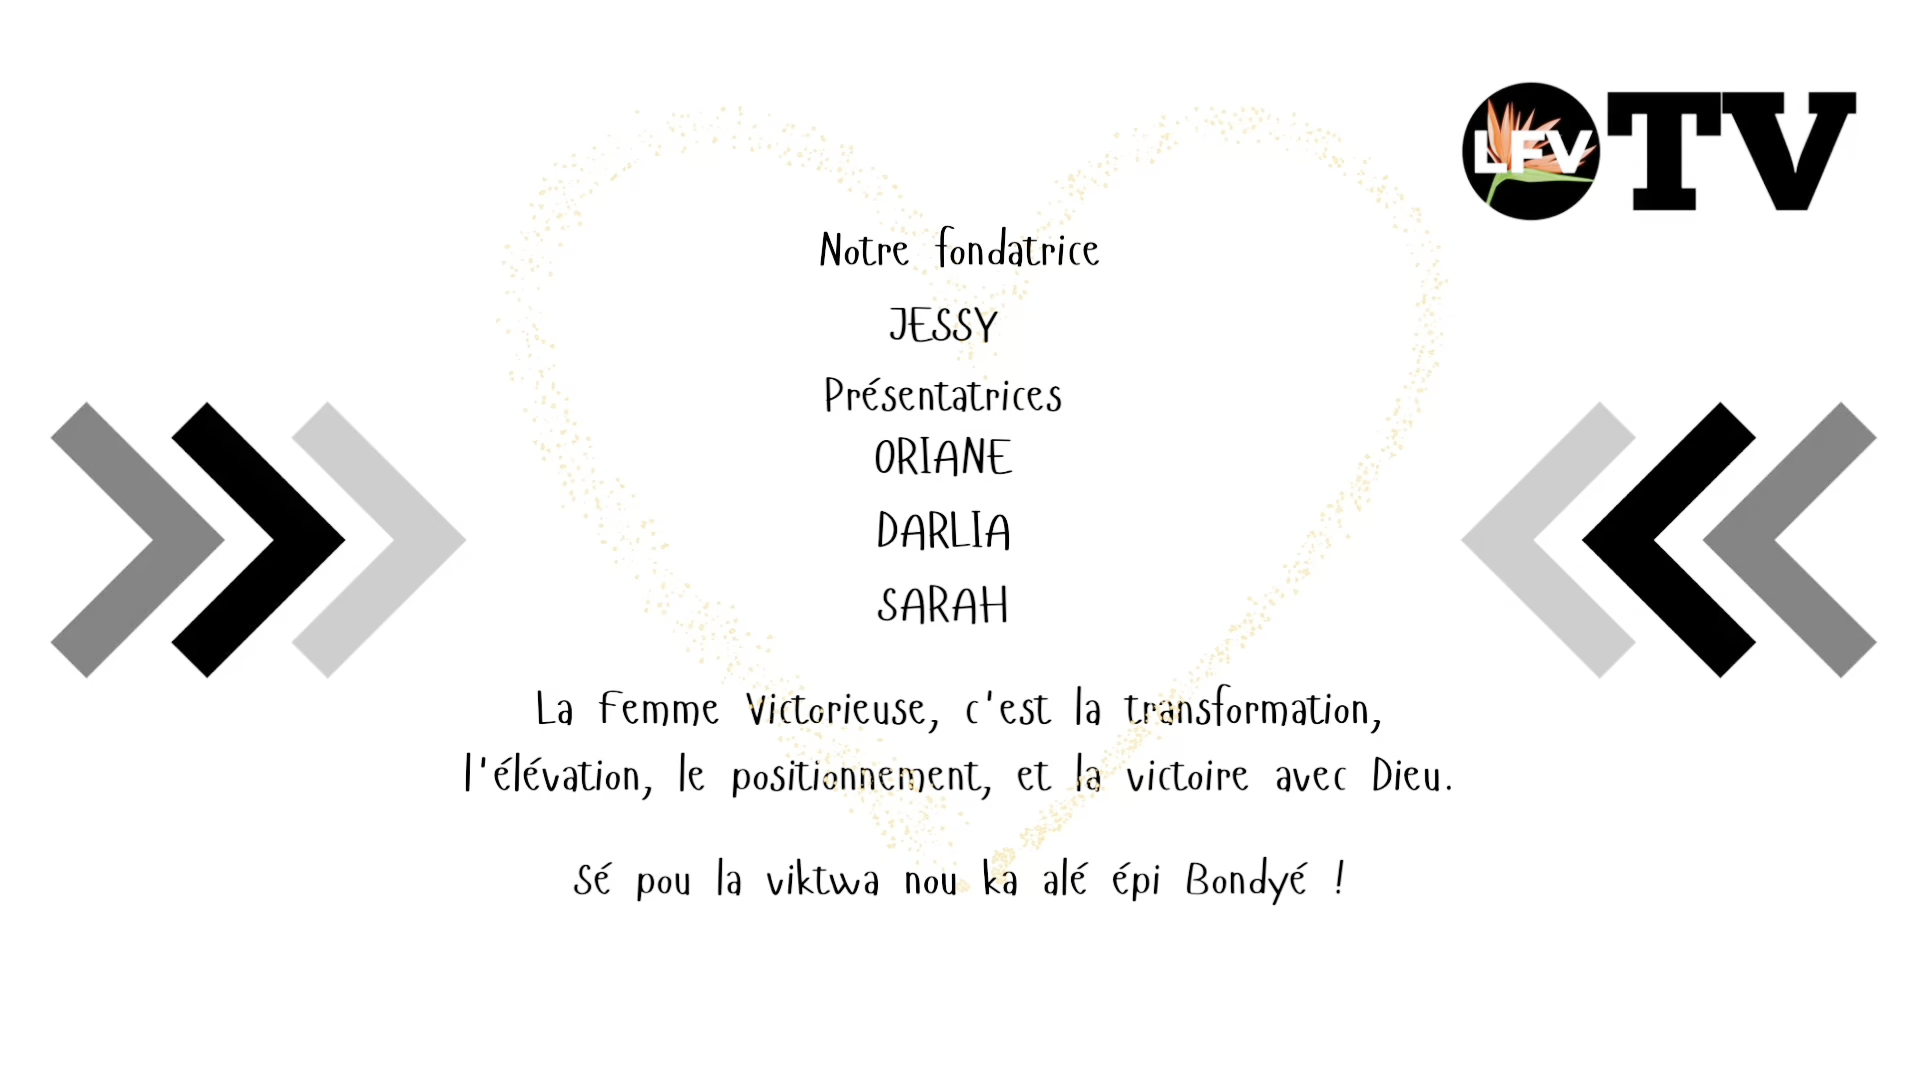 LFV TV
Notre fondatrice
JESSY
Présentatrices
ORIANE
DARLIA
SARAH
La Femme Victorieuse, c'est la transformation,
l'élévation, le positionnement, et la victoire avec Dieu.
Sé pou la viktwa nou ka alé épi Bondyé !